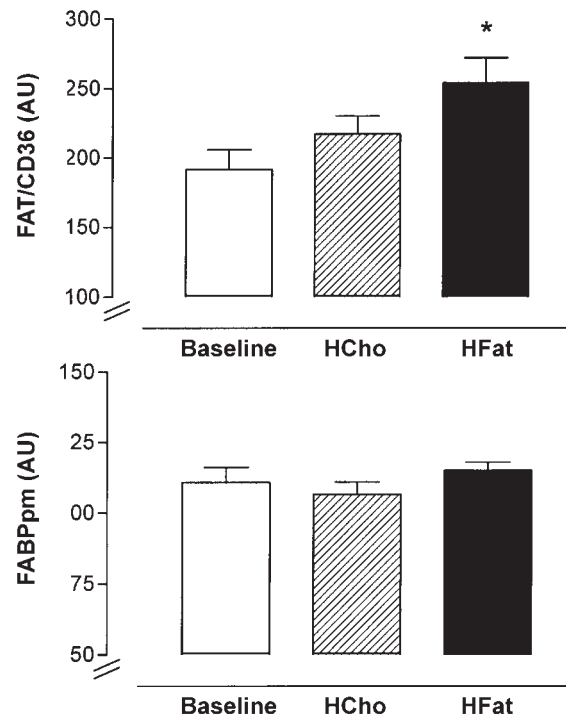 300
*
250
200
150
100
FAT/CD36 (AU)
Baseline HCho HFat
150
25
00
75
50
FABPpm (AU)
Baseline HCho HFat